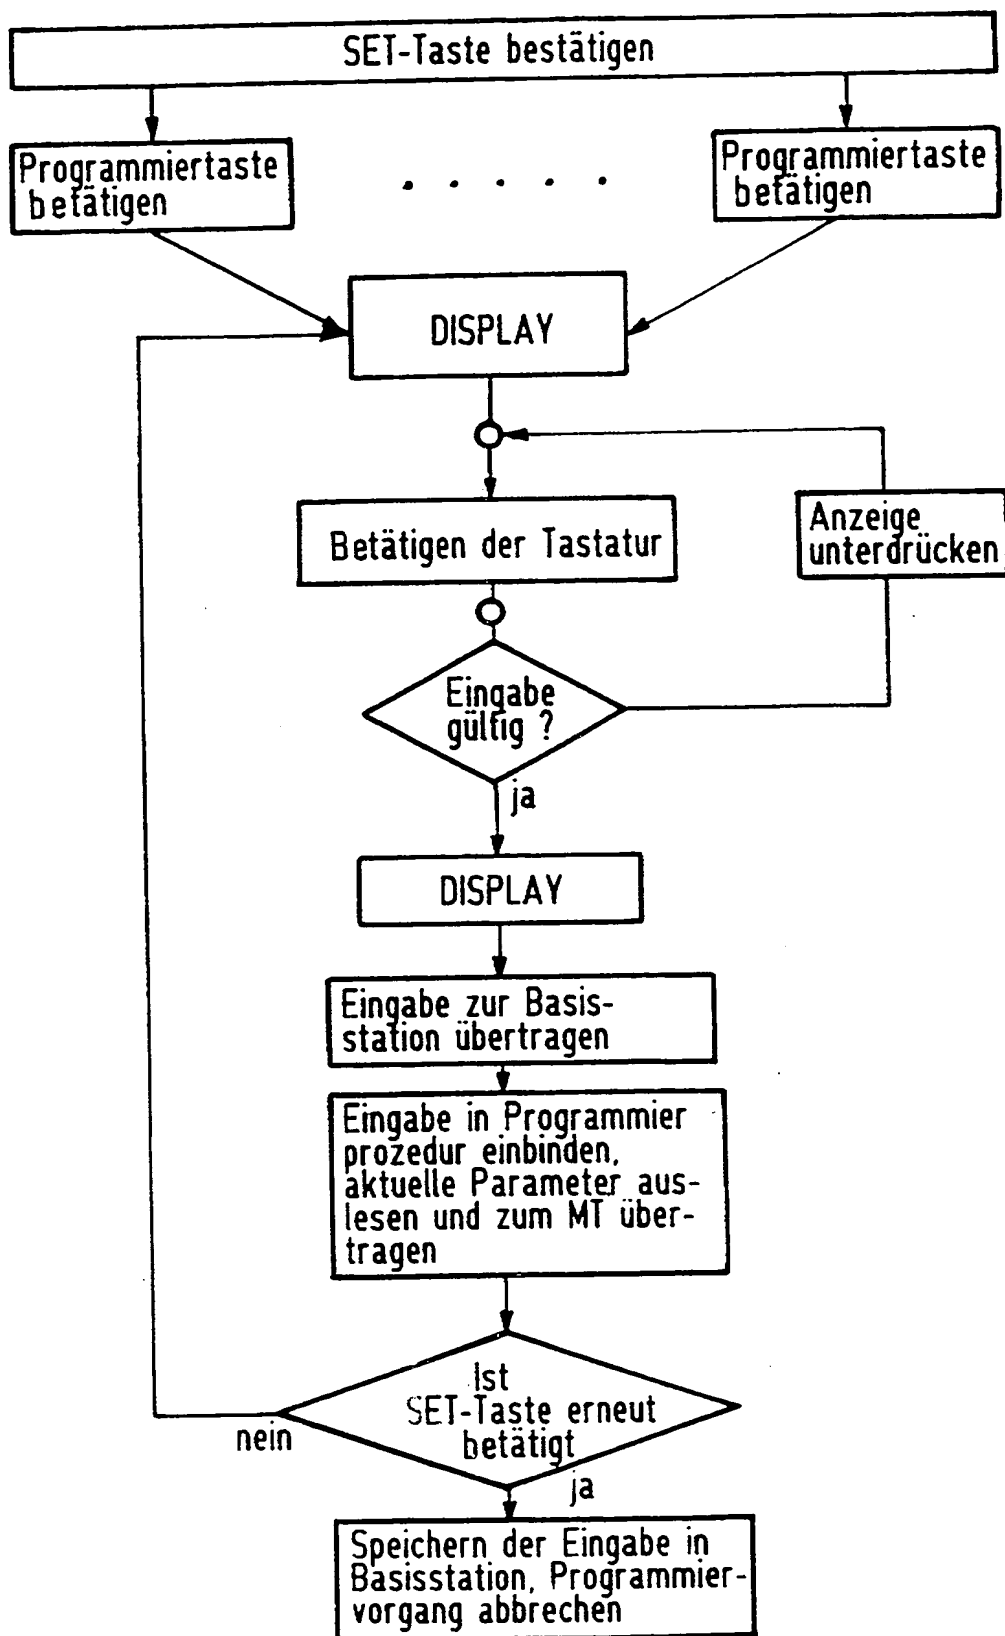 SET-Taste bestätigen
Programmiertaste
betätigen
Programmiertaste
betätigen
DISPLAY
Betätigen der Tastatur
Anzeige
unterdrücken
Eingabe
gültig ?
ja
DISPLAY
Eingabe zur Basis-
station übertragen
Eingabe in Programmier
prozedur einbinden,
aktuelle Parameter aus-
lesen und zum MT über-
tragen
Ist
SET-Taste erneut
betätigt
nein
ja
Speichern der Eingabe in
Basisstation, Programmier-
vorgang abbrechen